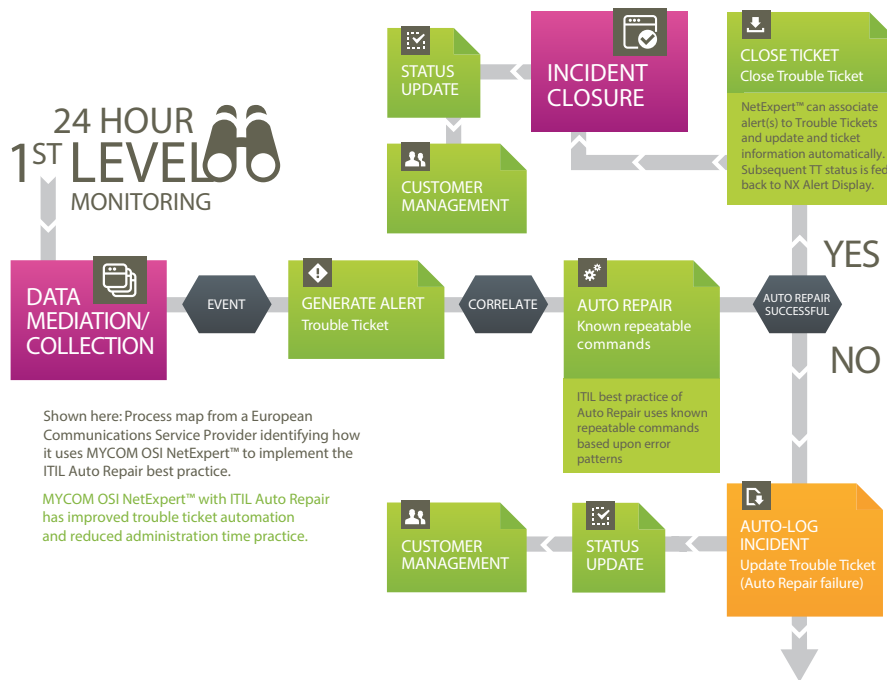 24 HOUR
1ST LEVEL
MONITORING
STATUS
UPDATE
CUSTOMER
MANAGEMENT
INCIDENT
CLOSURE
CLOSE TICKET
Close Trouble Ticket
NetExpert™ can associate
alert(s) to Trouble Tickets
and update and ticket
information automatically.
Subsequent TT status is fed
back to NX Alert Display.
YES
DATA
MEDIATION/
COLLECTION
EVENT
GENERATE ALERT
Trouble Ticket
CORRELATE
AUTO REPAIR
Known repeatable
commands
ITIL best practice of
Auto Repair uses known
repeatable commands
based upon error
patterns
AUTO REPAIR
SUCCESSFUL
NO
Shown here: Process map from a European
Communications Service Provider identifying how
it uses MYCOM OSI NetExpert™ to implement the
ITIL Auto Repair best practice.
MYCOM OSI NetExpert™ with ITIL Auto Repair
has improved trouble ticket automation
and reduced administration time practice.
CUSTOMER
MANAGEMENT
STATUS
UPDATE
AUTO-LOG
INCIDENT
Update Trouble Ticket
(Auto Repair failure)